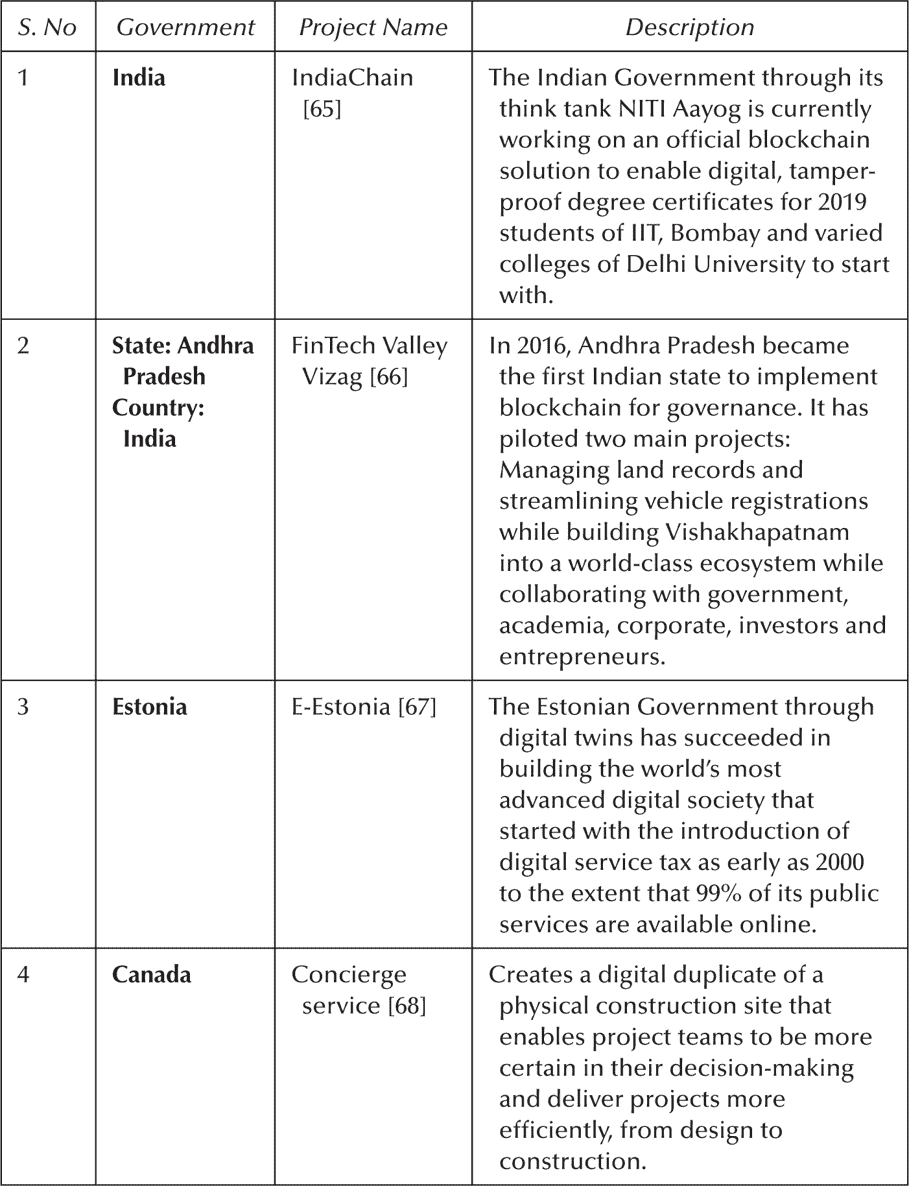 S. No Government Project Name Description
1 India IndiaChain The Indian Government through its
[65] think tank NITI Aayog is currently
working on an official blockchain
solution to enable digital, tamper-
proof degree certificates for 2019
students of IIT, Bombay and varied
colleges of Delhi University to start
with.
2 State: Andhra FinTech Valley In 2016, Andhra Pradesh became
Pradesh Vizag [66] the first Indian state to implement
Country: blockchain for governance. It has
India piloted two main projects:
Managing land records and
streamlining vehicle registrations
while building Vishakhapatnam
into a world-class ecosystem while
collaborating with government,
academia, corporate, investors and
entrepreneurs.
3 Estonia E-Estonia [67] The Estonian Government through
digital twins has succeeded in
building the world’s most
advanced digital society that
started with the introduction of
digital service tax as early as 2000
to the extent that 99% of its public
services are available online.
4 Canada Concierge Creates a digital duplicate of a
service [68] physical construction site that
enables project teams to be more
certain in their decision-making
and deliver projects more
efficiently, from design to
construction.